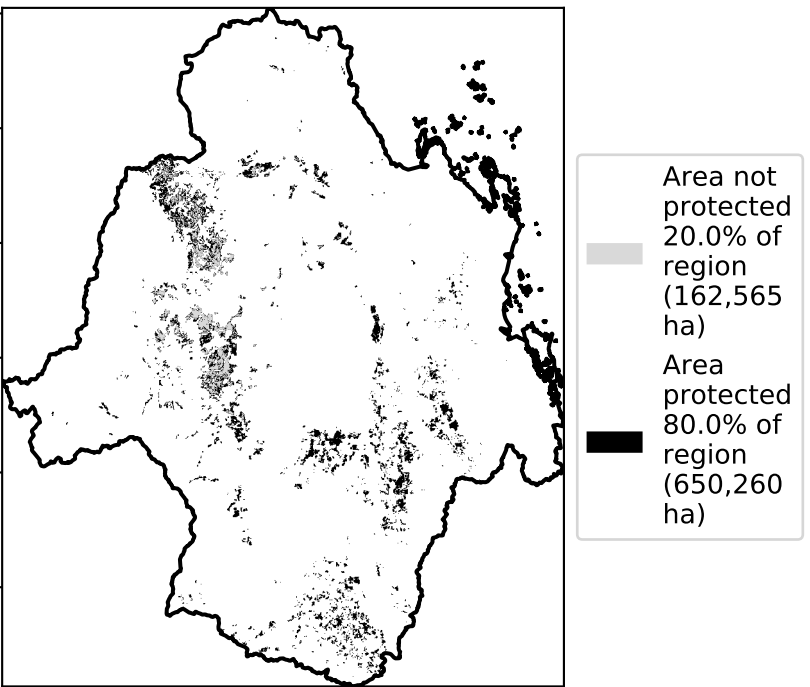 Area not
protected
20.0% of
region
(162,565
ha)
Area
protected
80.0% of
region
(650,260
ha)